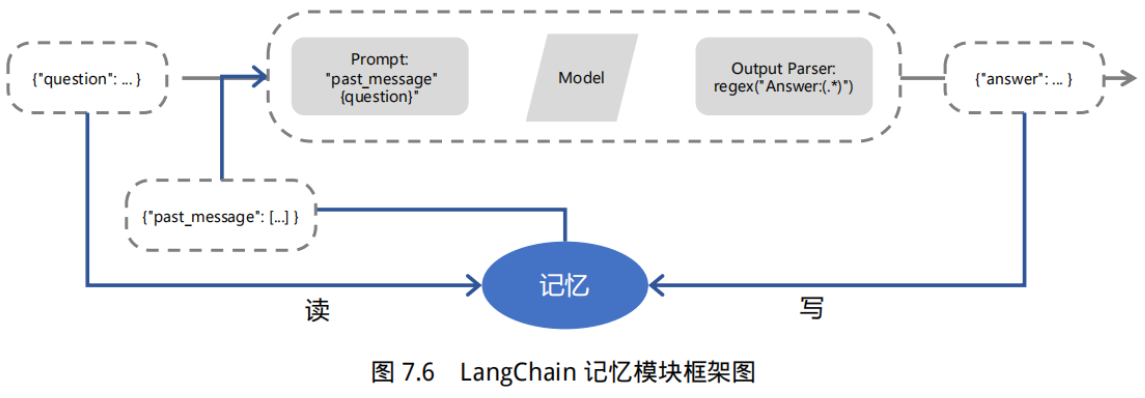 {"question": ... }
Prompt:
"past_message"
{question}"
Model
Output Parser:
regex("Answer:(.*)")
{"answer": ... }
{"past_message": [...] }
记忆
读
写
图 7.6 LangChain 记忆模块框架图